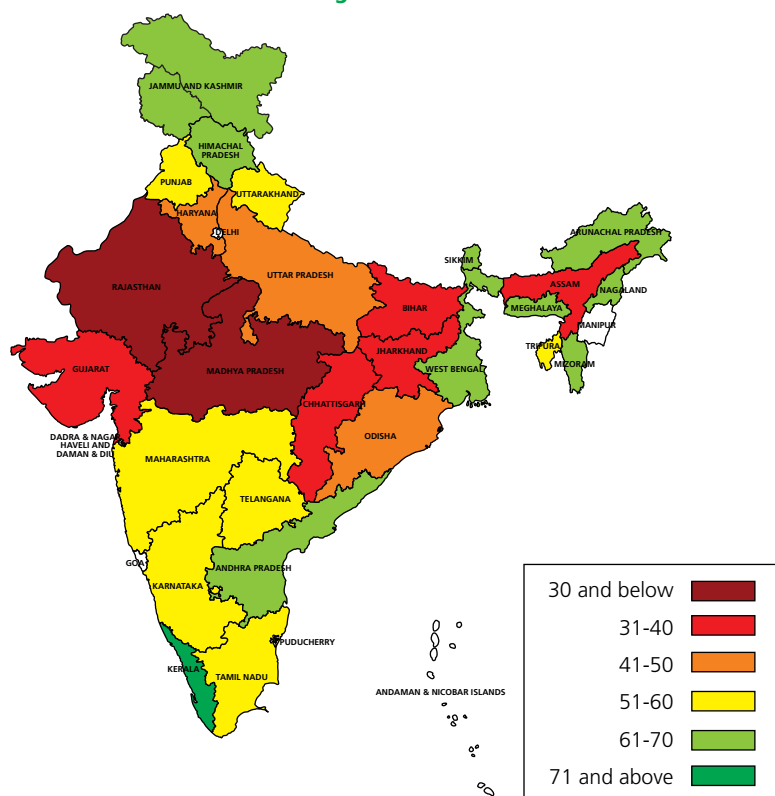 JAMMU AND KASHMIR
HIMACHAL
PRADESH
PUNJAB
UTTARAKHAND
HARYANA
DELHI
ARUNACHAL PRADESH
SIKKIM
UTTAR PRADESH
RAJASTHAN
ASSAM
NAGALAND
BIHAR
MEGHALAYA
MANIPUR
JHARKHAND
TRIPURA
GUJARAT
MADHYA PRADESH
WEST BENGAL
MIZORAM
CHHATTISGARH
DADRA & NAGAR
HAVELI AND
DAMAN & DIU
ODISHA
MAHARASHTRA
TELANGANA
GOA
ANDHRA PRADESH
KARNATAKA
PUDUCHERRY
KERALA
TAMIL NADU
ANDAMAN & NICOBAR ISLANDS
30 and below
31-40
41-50
51-60
61-70
71 and above